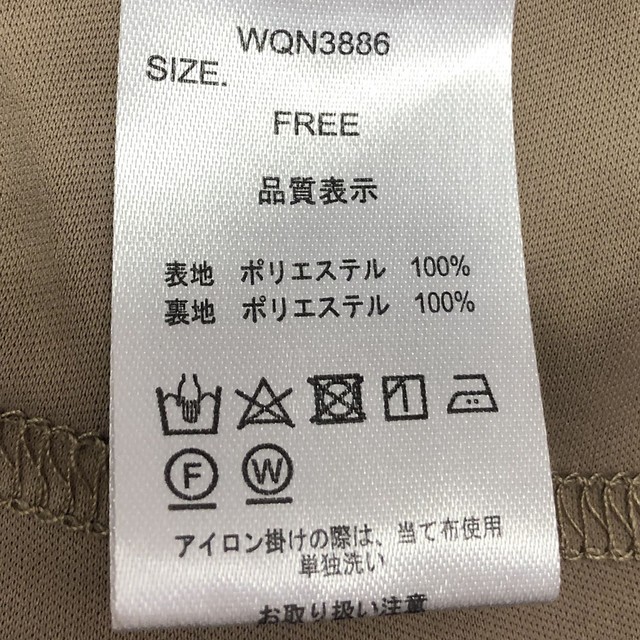 WQN3886
SIZE.
FREE
品質表示
表地 ポリエステル 100%
裏地 ポリエステル 100%
F W
アイロン掛けの際は、当て布使用
単独洗い
お取り扱い注意